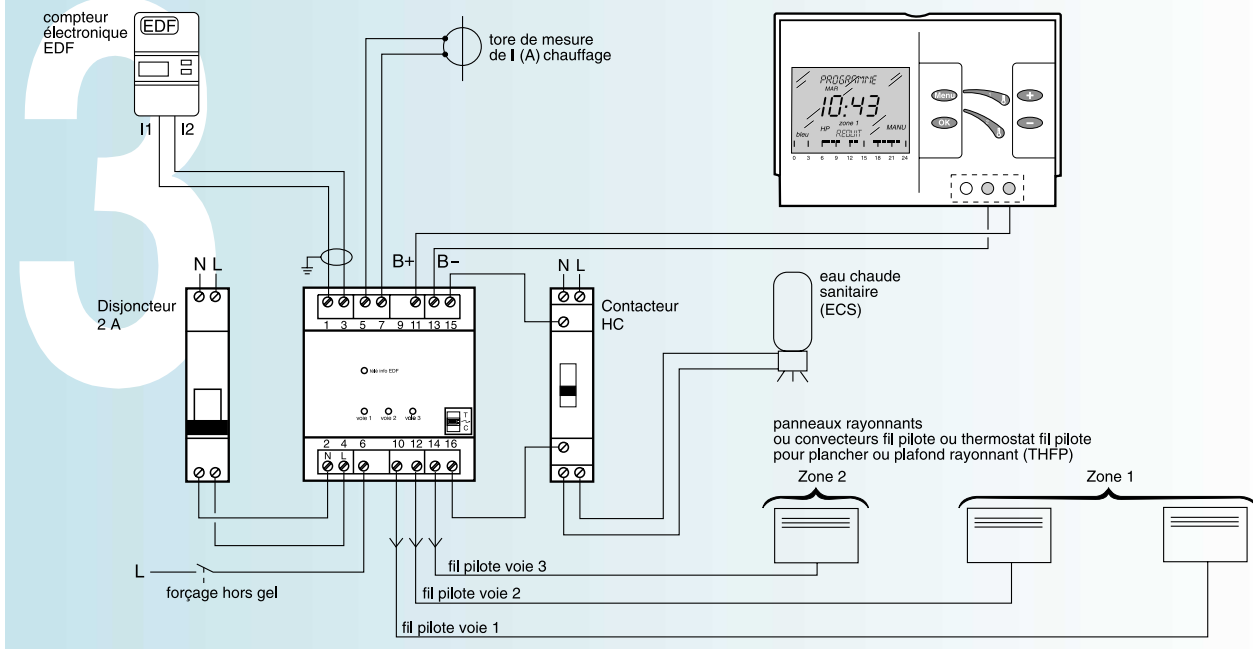 3
compteur
électronique
EDF
EDF
I1 I2
tore de mesure
de I (A) chauffage
PROGRAMME
MAR
10:43
zone 1
bleu HP REDUIT MANU
0 3 6 9 12 15 18 21 24
Menu
OK
+
−
N L
Disjoncteur
2 A
B+ B−
1 3 5 7 9 11 13 15
télé info EDF
voie 1 voie 2 voie 3
T
C
2 4 6 10 12 14 16
N L
N L
Contacteur
HC
eau chaude
sanitaire
(ECS)
panneaux rayonnants
ou convecteurs fil pilote ou thermostat fil pilote
pour plancher ou plafond rayonnant (THFP)
Zone 2
Zone 1
L
forçage hors gel
fil pilote voie 3
fil pilote voie 2
fil pilote voie 1